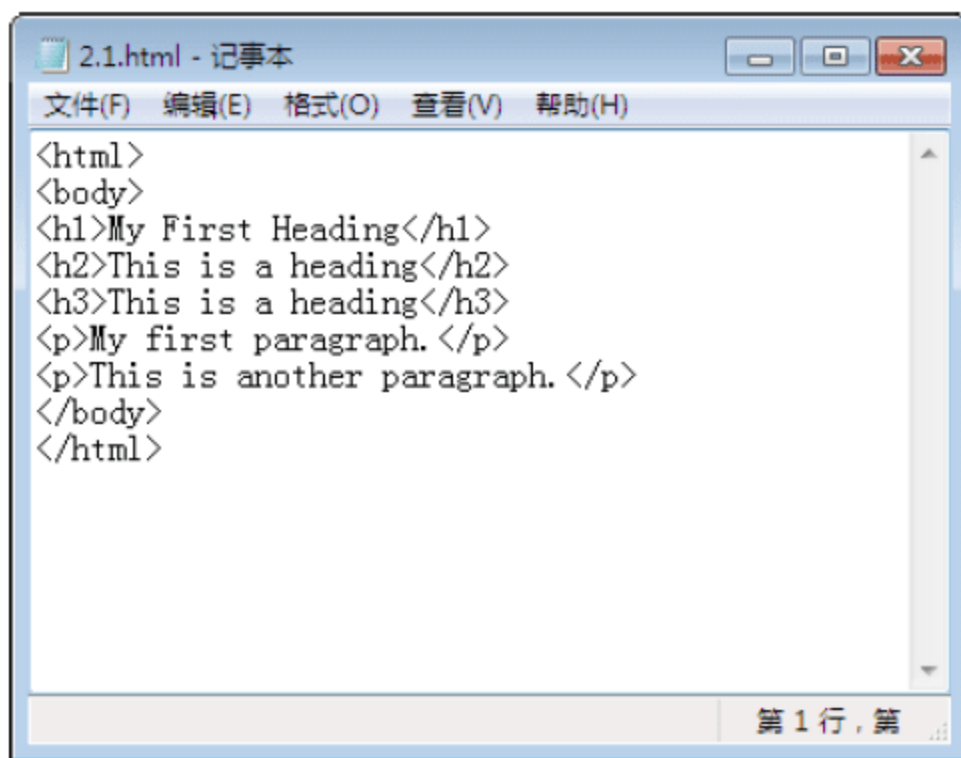 2.1.html - 记事本
文件(F) 编辑(E) 格式(O) 查看(V) 帮助(H)
<html>
<body>
<h1>My First Heading</h1>
<h2>This is a heading</h2>
<h3>This is a heading</h3>
<p>My first paragraph.</p>
<p>This is another paragraph.</p>
</body>
</html>
第 1 行，第